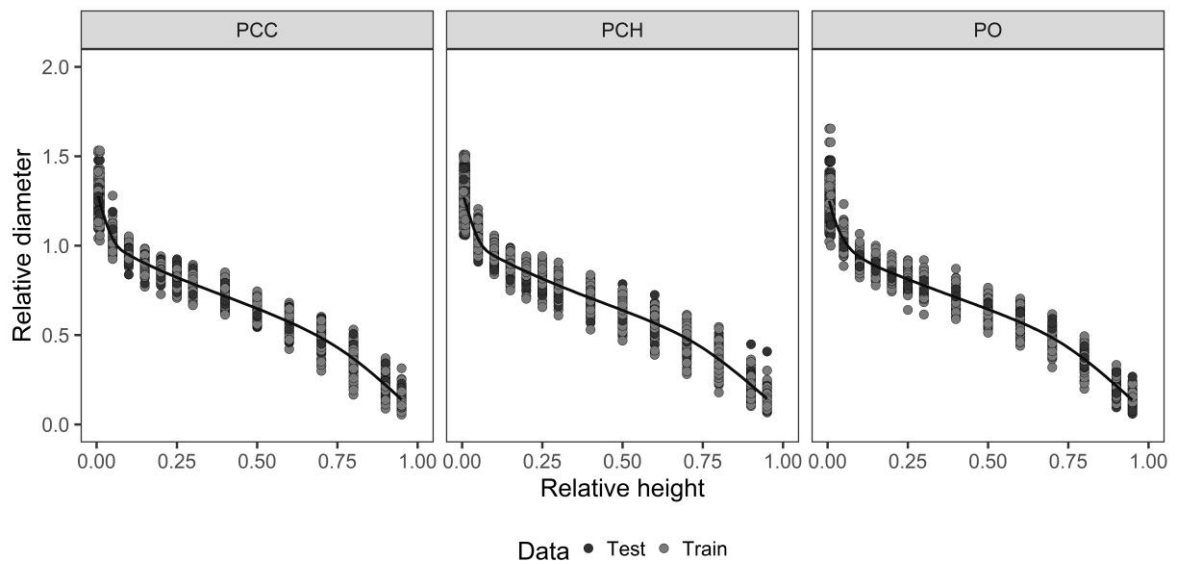 PCC PCH PO
2.0
1.5
1.0
0.5
0.0
Relative diameter
0.00 0.25 0.50 0.75 1.00 0.00 0.25 0.50 0.75 1.00 0.00 0.25 0.50 0.75 1.00
Relative height
Data Test Train